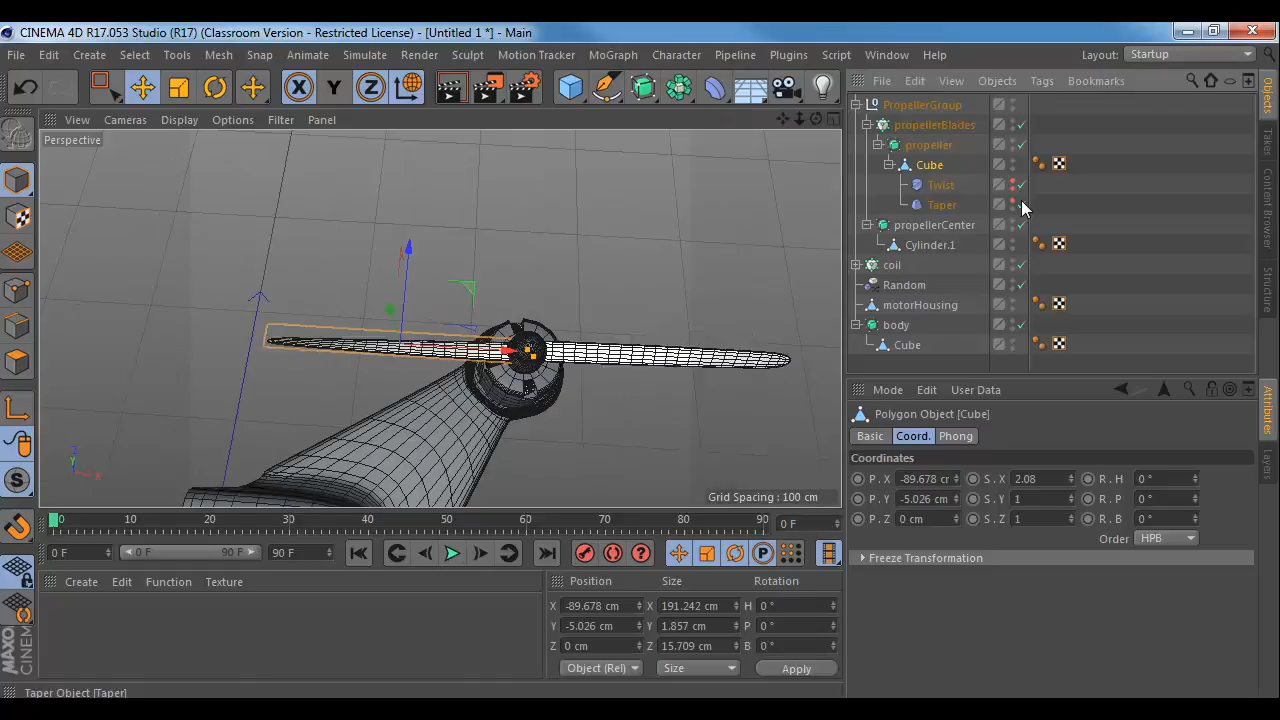 CINEMA 4D R17.053 Studio (R17) (Classroom Version - Restricted License) - [Untitled 1 *] - Main
File Edit Create Select Tools Mesh Snap Animate Simulate Render Sculpt Motion Tracker MoGraph Character Pipeline Plugins Script Window Help Layout: Startup
X Y Z
File Edit View Objects Tags Bookmarks
View Cameras Display Options Filter Panel
Perspective
PropellerGroup
propellerBlades
propeller
Cube
Twist
Taper
propellerCenter
Cylinder.1
coil
Random
motorHousing
body
Cube
Objects
Takes
Content Browser
Structure
Attributes
Layers
Grid Spacing : 100 cm
Mode Edit User Data
Polygon Object [Cube]
Basic Coord. Phong
Coordinates
P . X -89.678 cr S . X 2.08 R . H 0 °
P . Y -5.026 cm S . Y 1 R . P 0 °
P . Z 0 cm S . Z 1 R . B 0 °
Order HPB
Freeze Transformation
0 10 20 30 40 50 60 70 80 90 0 F
0 F 0 F 90 F 90 F
Create Edit Function Texture
Position Size Rotation
X -89.678 cm X 191.242 cm H 0 °
Y -5.026 cm Y 1.857 cm P 0 °
Z 0 cm Z 15.709 cm B 0 °
Object (Rel) Size Apply
Taper Object [Taper]